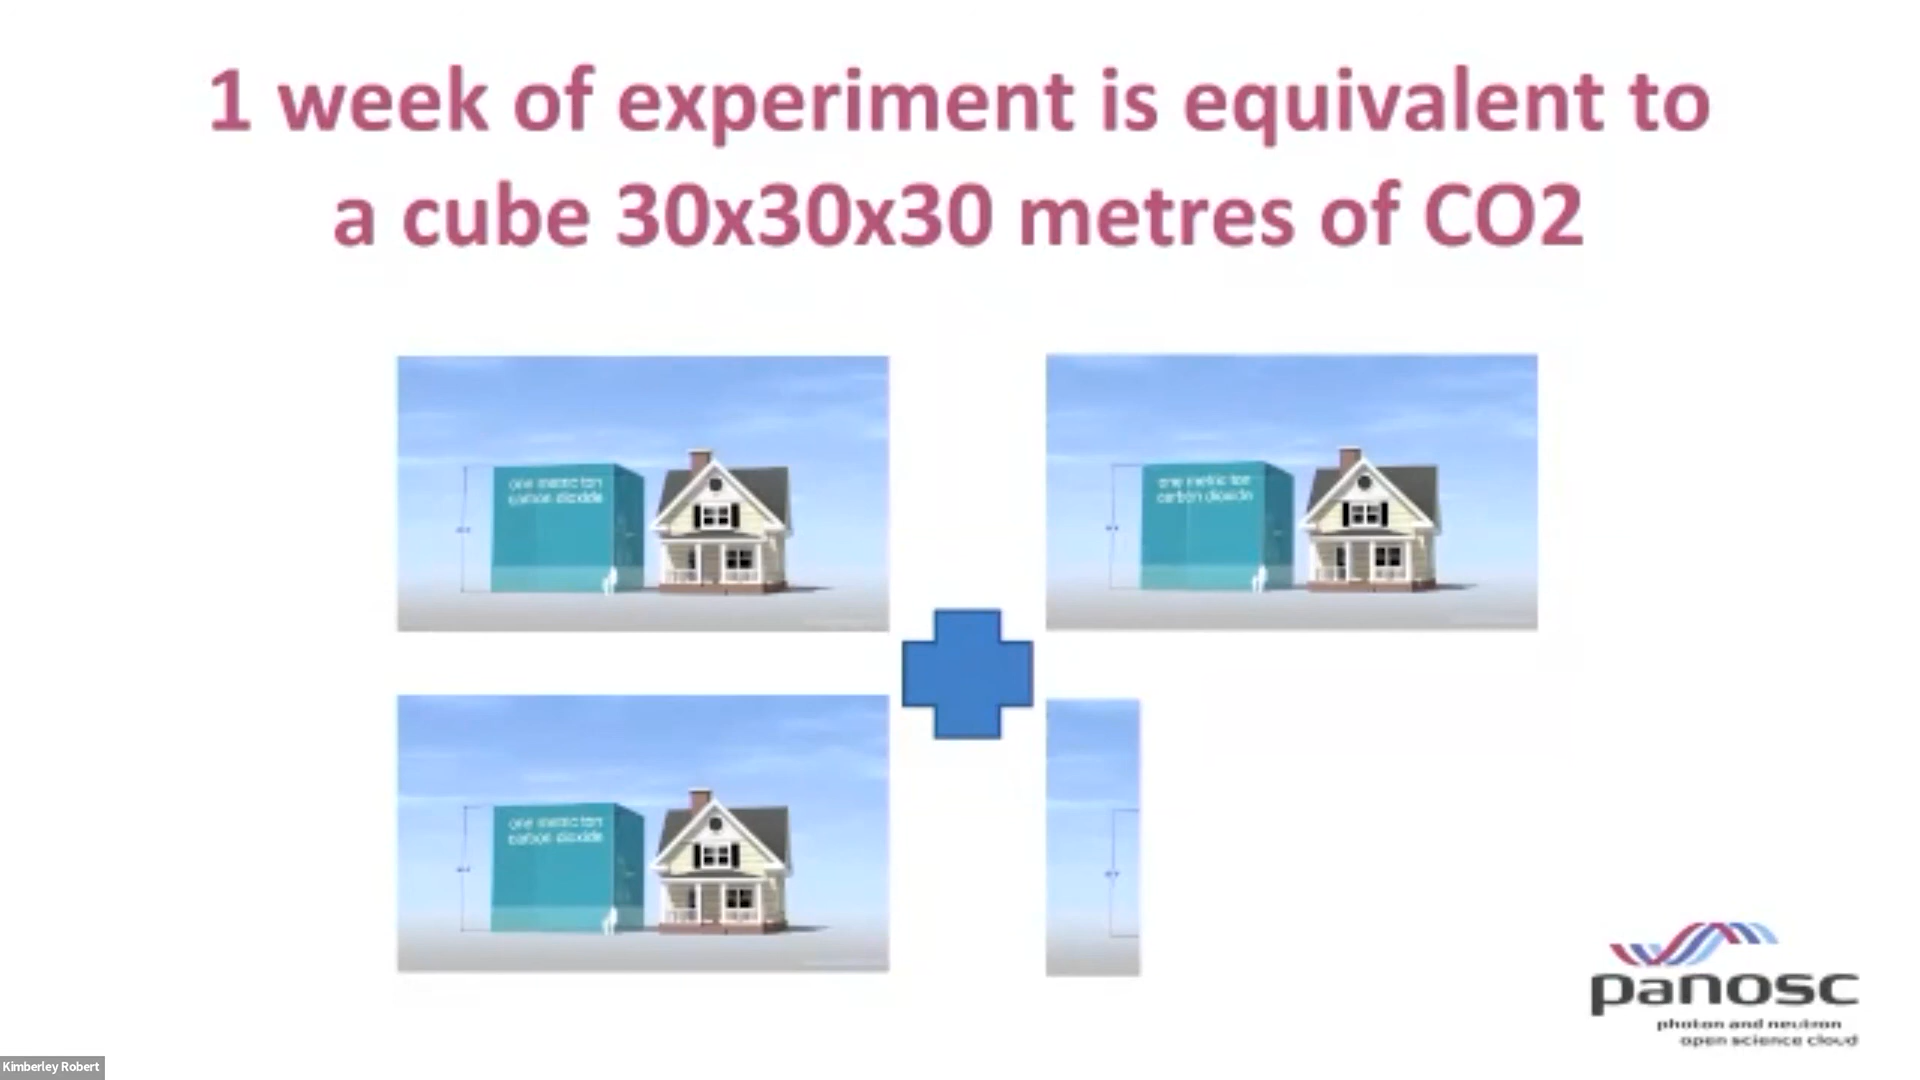 1 week of experiment is equivalent to
a cube 30x30x30 metres of CO2
one metric ton
carbon dioxide
one metric ton
carbon dioxide
one metric ton
carbon dioxide
panosc
photon and neutron
open science cloud
Kimberley Robert